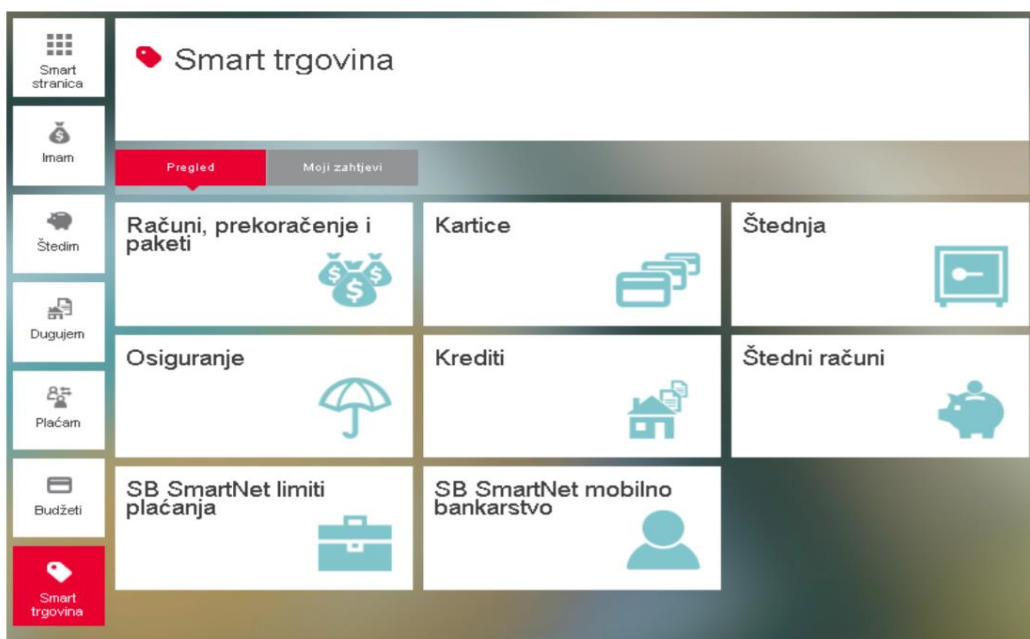 Smart
stranica
Imam
Štedim
Dugujem
Plaćam
Budžeti
Smart
trgovina
Smart trgovina
Pregled
Moji zahtjevi
Računi, prekoračenje i
paketi
Kartice
Štednja
Osiguranje
Krediti
Štedni računi
SB SmartNet limiti
plaćanja
SB SmartNet mobilno
bankarstvo